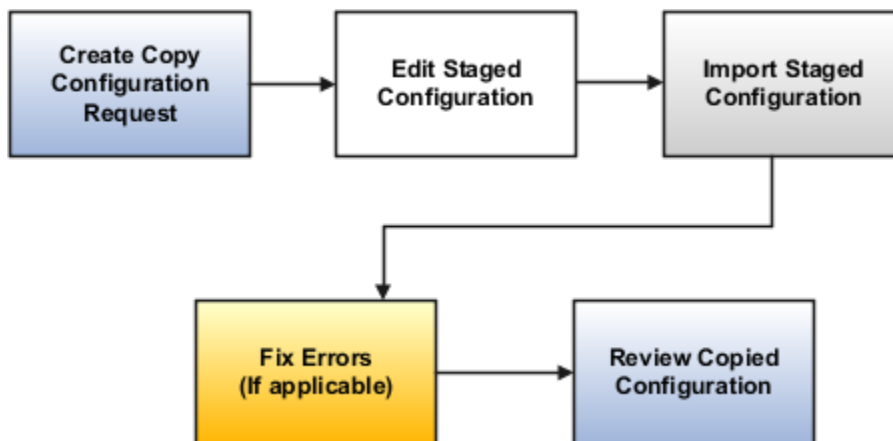 Create Copy
Configuration
Request
Edit Staged
Configuration
Import Staged
Configuration
Fix Errors
(If applicable)
Review Copied
Configuration